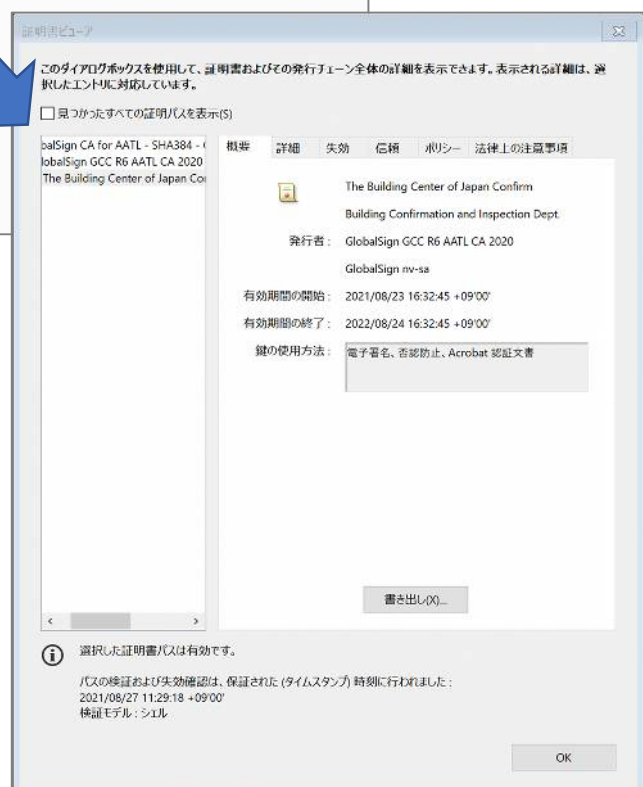 証明書ビューア
このダイアログボックスを使用して、証明書およびその発行チェーン全体の詳細を表示できます。表示される詳細は、選
択したエントリに対応しています。
見つかったすべての証明パスを表示(S)
balSign CA for AATL - SHA384 -
lobalSign GCC R6 AATL CA 2020
The Building Center of Japan Co
概要 詳細 失効 信頼 ポリシー 法律上の注意事項
The Building Center of Japan Confirm
Building Confirmation and Inspection Dept.
発行者 : GlobalSign GCC R6 AATL CA 2020
GlobalSign nv-sa
有効期間の開始 : 2021/08/23 16:32:45 +09'00'
有効期間の終了 : 2022/08/24 16:32:45 +09'00'
鍵の使用方法 : 電子署名、否認防止、Acrobat 認証文書
書き出し(X)...
選択した証明書パスは有効です。
パスの検証および失効確認は、保証された (タイムスタンプ) 時刻に行われました :
2021/08/27 11:29:18 +09'00'
検証モデル : シェル
OK